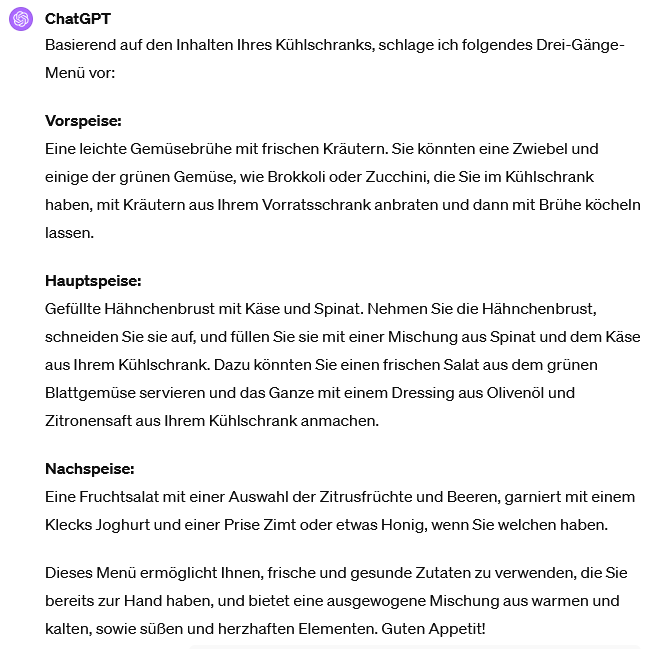 ChatGPT
Basierend auf den Inhalten Ihres Kühlschranks, schlage ich folgendes Drei-Gänge-
Menü vor:
Vorspeise:
Eine leichte Gemüsebrühe mit frischen Kräutern. Sie könnten eine Zwiebel und
einige der grünen Gemüse, wie Brokkoli oder Zucchini, die Sie im Kühlschrank
haben, mit Kräutern aus Ihrem Vorratsschrank anbraten und dann mit Brühe köcheln
lassen.
Hauptspeise:
Gefüllte Hähnchenbrust mit Käse und Spinat. Nehmen Sie die Hähnchenbrust,
schneiden Sie sie auf, und füllen Sie sie mit einer Mischung aus Spinat und dem Käse
aus Ihrem Kühlschrank. Dazu könnten Sie einen frischen Salat aus dem grünen
Blattgemüse servieren und das Ganze mit einem Dressing aus Olivenöl und
Zitronensaft aus Ihrem Kühlschrank anmachen.
Nachspeise:
Eine Fruchtsalat mit einer Auswahl der Zitrusfrüchte und Beeren, garniert mit einem
Klecks Joghurt und einer Prise Zimt oder etwas Honig, wenn Sie welchen haben.
Dieses Menü ermöglicht Ihnen, frische und gesunde Zutaten zu verwenden, die Sie
bereits zur Hand haben, und bietet eine ausgewogene Mischung aus warmen und
kalten, sowie süßen und herzhaften Elementen. Guten Appetit!